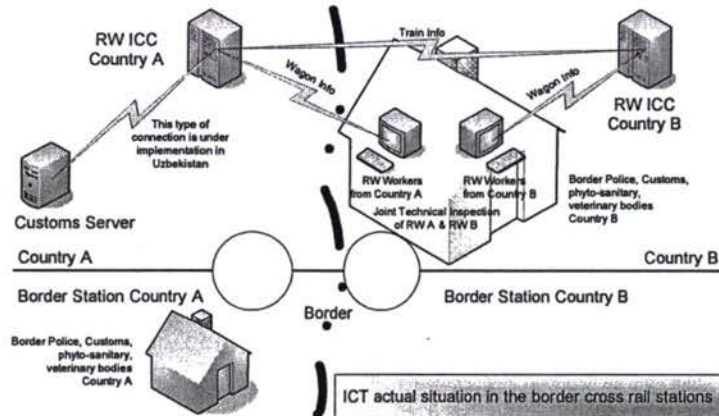 RW ICC
Country A
Train Info
Wagon Info
Wagon Info
RW ICC
Country B
This type of
connection is under
implementation in
Uzbekistan
Customs Server
RW Workers
from Country A
RW Workers
from Country B
Joint Technical Inspection
of RW A & RW B
Border Police, Customs,
phyto-sanitary,
veterinary bodies
Country B
Country A
Country B
Border Station Country A
Border
Border Station Country B
Border Police, Customs,
phyto-sanitary,
veterinary bodies
Country A
ICT actual situation in the border cross rail stations